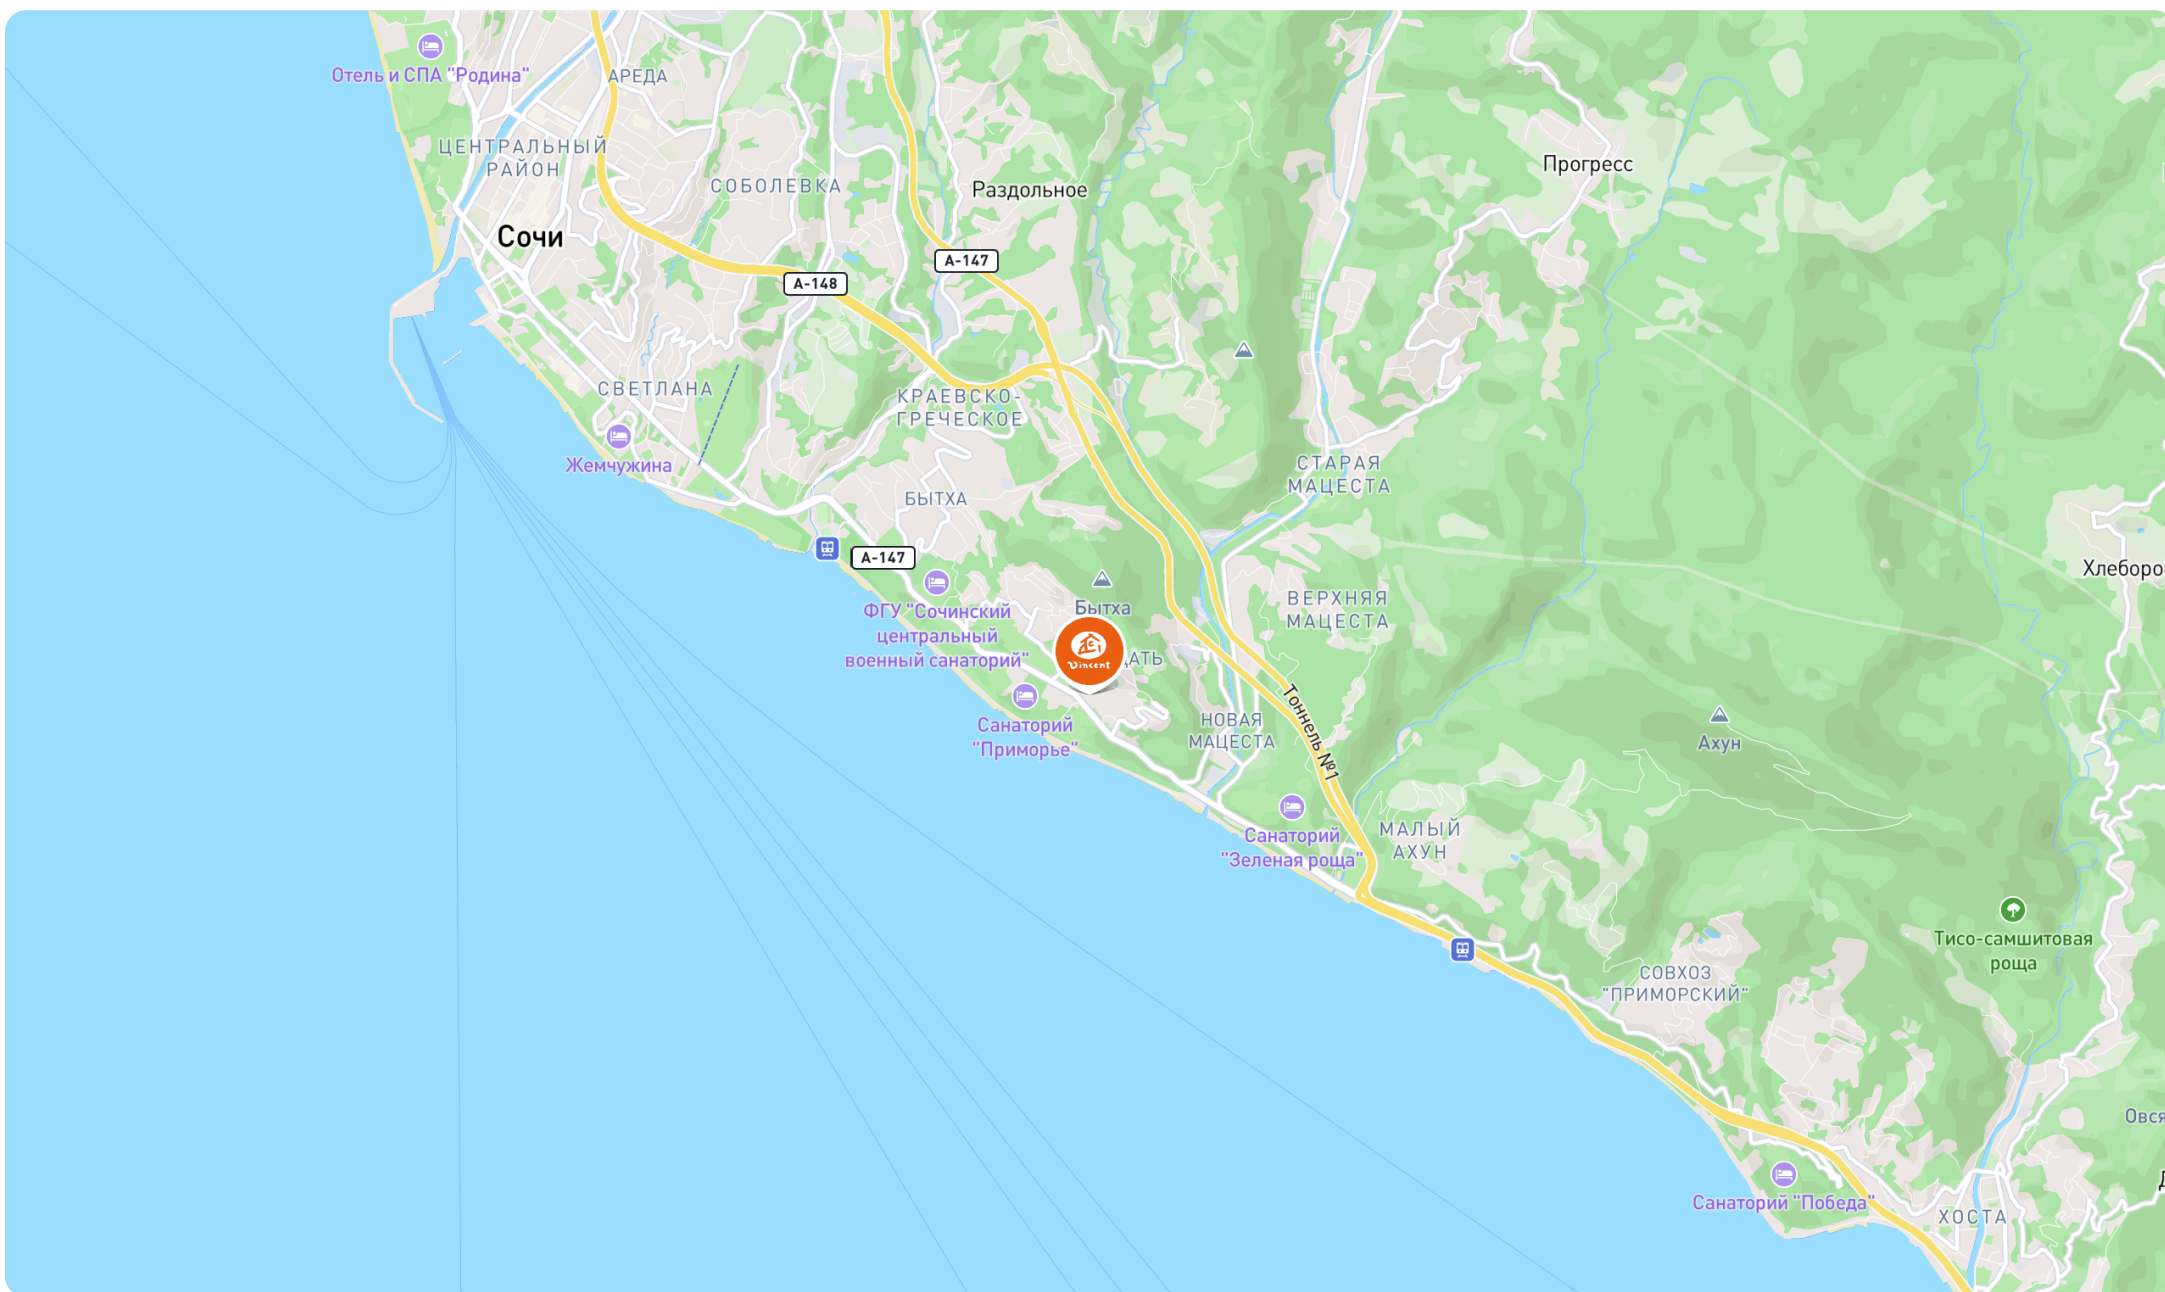 Отель и СПА "Родина"
АРЕДА
ЦЕНТРАЛЬНЫЙ
РАЙОН
СОБОЛЕВКА
Раздольное
Прогресс
Сочи
А-147
А-148
СВЕТЛАНА
КРАЕВСКО-
ГРЕЧЕСКОЕ
Жемчужина
СТАРАЯ
МАЦЕСТА
БЫТХА
А-147
Хлеборо
Бытха
ВЕРХНЯЯ
МАЦЕСТА
ФГУ "Сочинский
центральный
военный санаторий"
Vincent
ДАТЬ
Тоннель №1
Санаторий
"Приморье"
НОВАЯ
МАЦЕСТА
Ахун
Санаторий
"Зеленая роща"
МАЛЫЙ
АХУН
Тисо-самшитовая
роща
СОВХОЗ
"ПРИМОРСКИЙ"
Овся
Санаторий "Победа"
ХОСТА